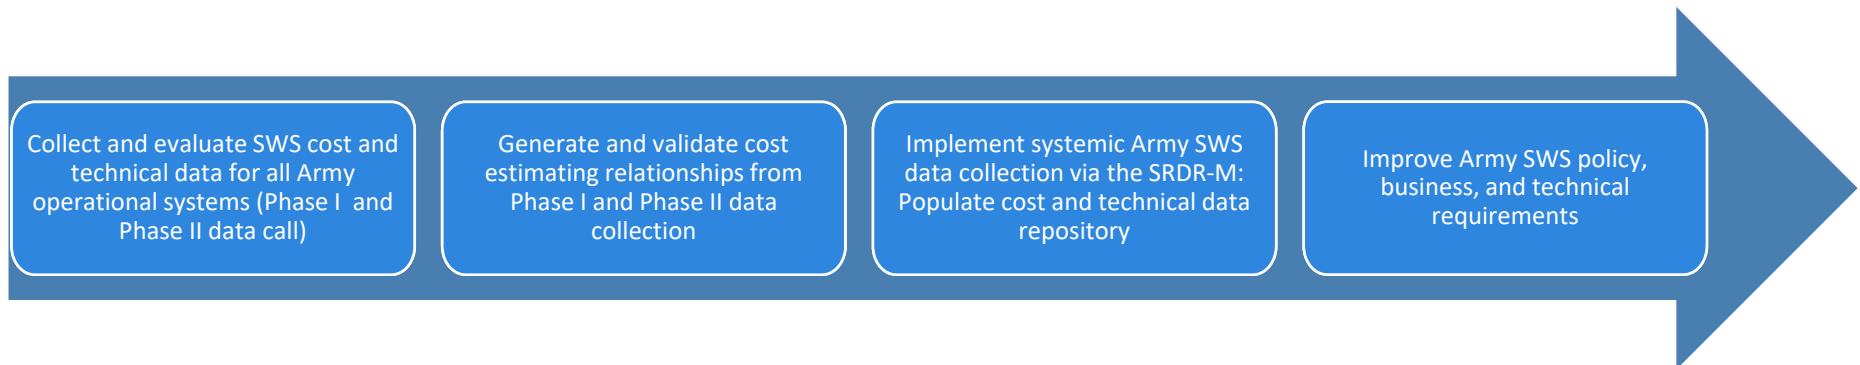 Collect and evaluate SWS cost and
technical data for all Army
operational systems (Phase I  and
Phase II data call)
Generate and validate cost
estimating relationships from
Phase I and Phase II data
collection
Implement systemic Army SWS
data collection via the SRDR-M:
Populate cost and technical data
repository
Improve Army SWS policy,
business, and technical
requirements